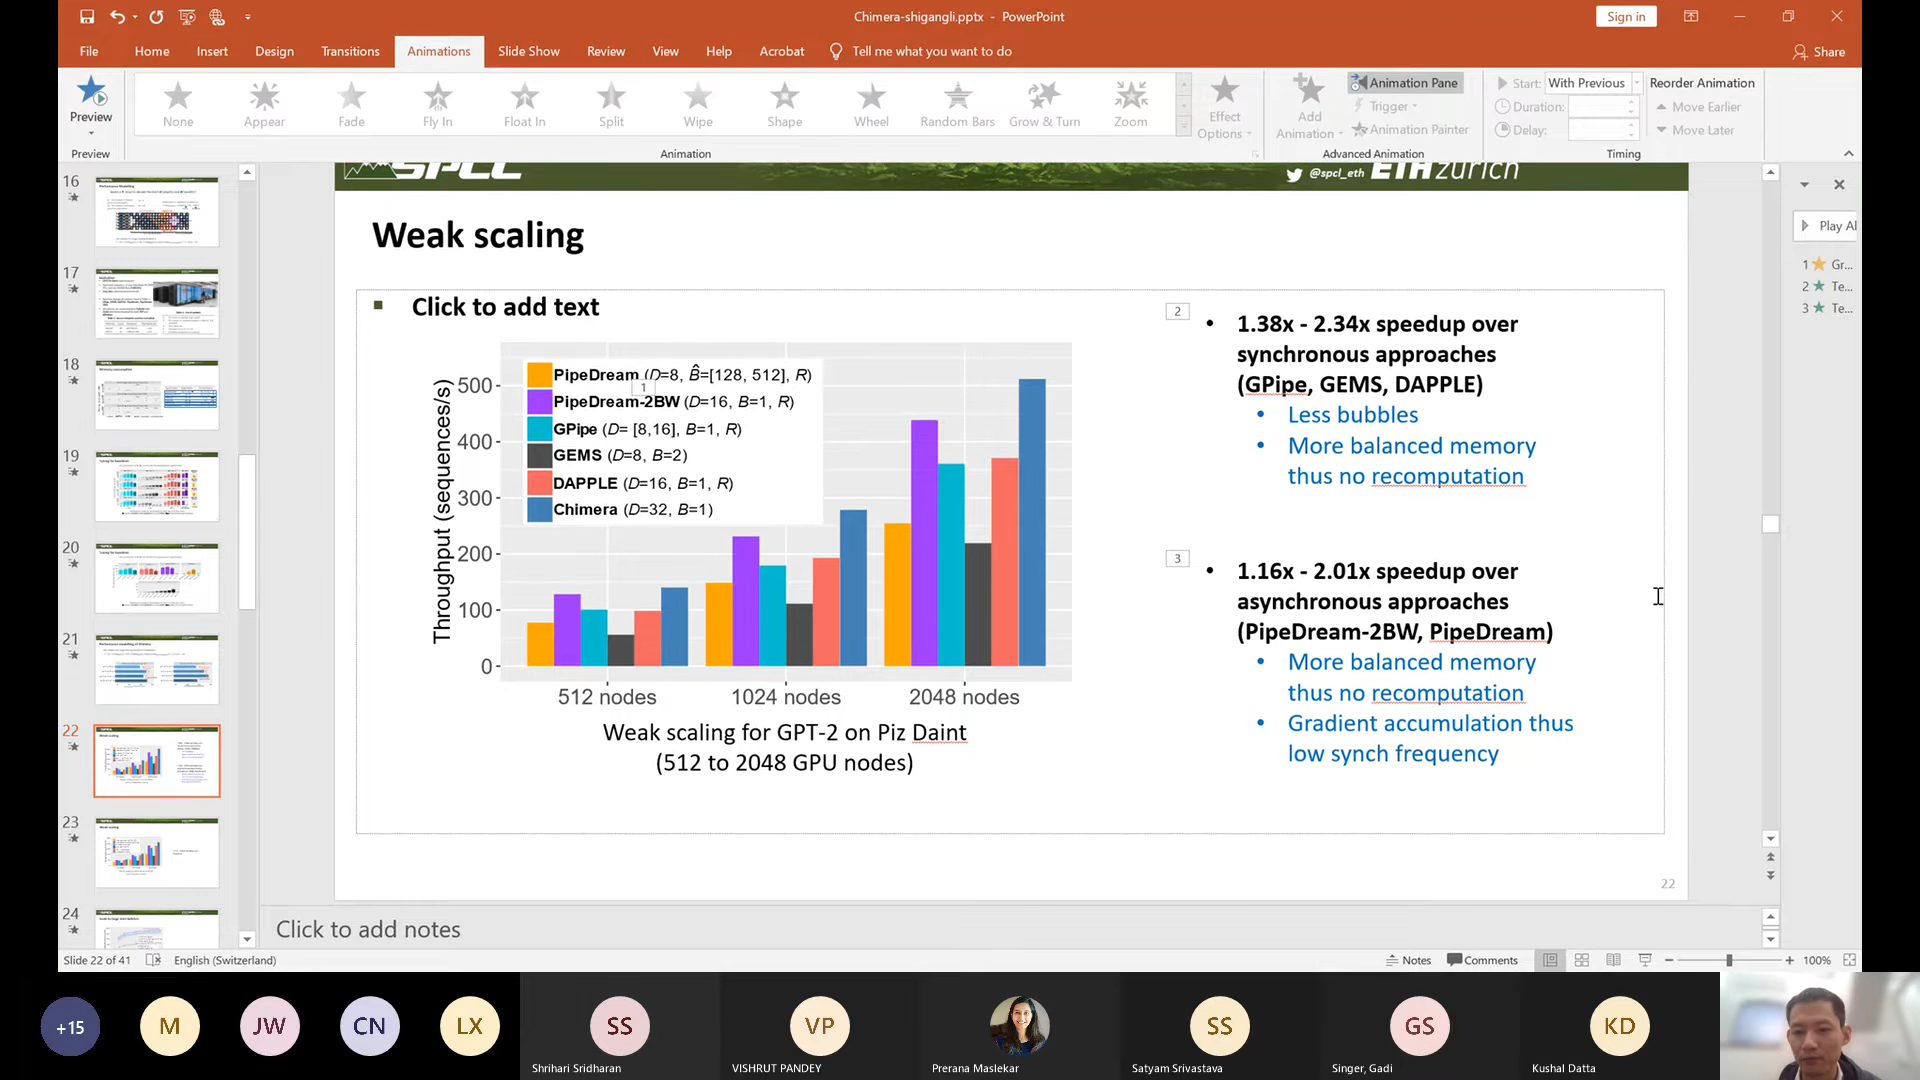 Chimera-shigangli.pptx - PowerPoint
Sign in
File Home Insert Design Transitions Animations Slide Show Review View Help Acrobat Tell me what you want to do
Share
Preview
Preview
None Appear Fade Fly In Float In Split Wipe Shape Wheel Random Bars Grow & Turn Zoom
Animation
Effect
Options
Add
Animation
Animation Pane
Trigger
Animation Painter
Advanced Animation
Start: With Previous
Duration:
Delay:
Reorder Animation
Move Earlier
Move Later
Timing
16
17
18
19
20
21
22
23
24
SPCL
@spcl_eth ETH zürich
Weak scaling
Click to add text
1
Throughput (sequences/s)
500
400
300
200
100
0
PipeDream (D=8, B̂=[128, 512], R)
PipeDream-2BW (D=16, B=1, R)
GPipe (D= [8,16], B=1, R)
GEMS (D=8, B=2)
DAPPLE (D=16, B=1, R)
Chimera (D=32, B=1)
512 nodes 1024 nodes 2048 nodes
Weak scaling for GPT-2 on Piz Daint
(512 to 2048 GPU nodes)
2
• 1.38x - 2.34x speedup over
synchronous approaches
(GPipe, GEMS, DAPPLE)
• Less bubbles
• More balanced memory
thus no recomputation
3
• 1.16x - 2.01x speedup over
asynchronous approaches
(PipeDream-2BW, PipeDream)
• More balanced memory
thus no recomputation
• Gradient accumulation thus
low synch frequency
22
Play Al
1 Gr...
2 Te...
3 Te...
Click to add notes
Slide 22 of 41 English (Switzerland)
Notes Comments 100%
+15 M JW CN LX SS VP SS GS KD
Shrihari Sridharan VISHRUT PANDEY Prerana Maslekar Satyam Srivastava Singer, Gadi Kushal Datta